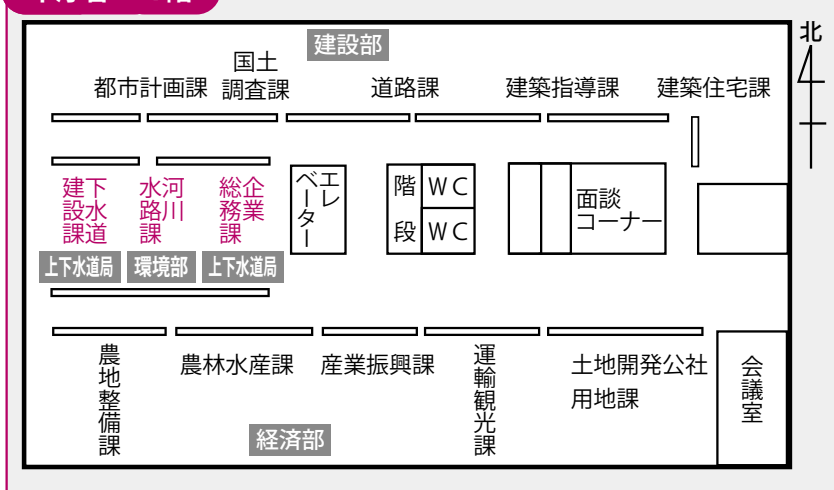 建設部
北
都市計画課
国土
調査課
道路課
建築指導課
建築住宅課
下水道
建設課
河川
水路課
企業
総務課
エレ
ベーター
階段
WC
WC
面談
コーナー
上下水道局
環境部
上下水道局
農地整備課
農林水産課
産業振興課
運輸観光課
土地開発公社
用地課
会議室
経済部